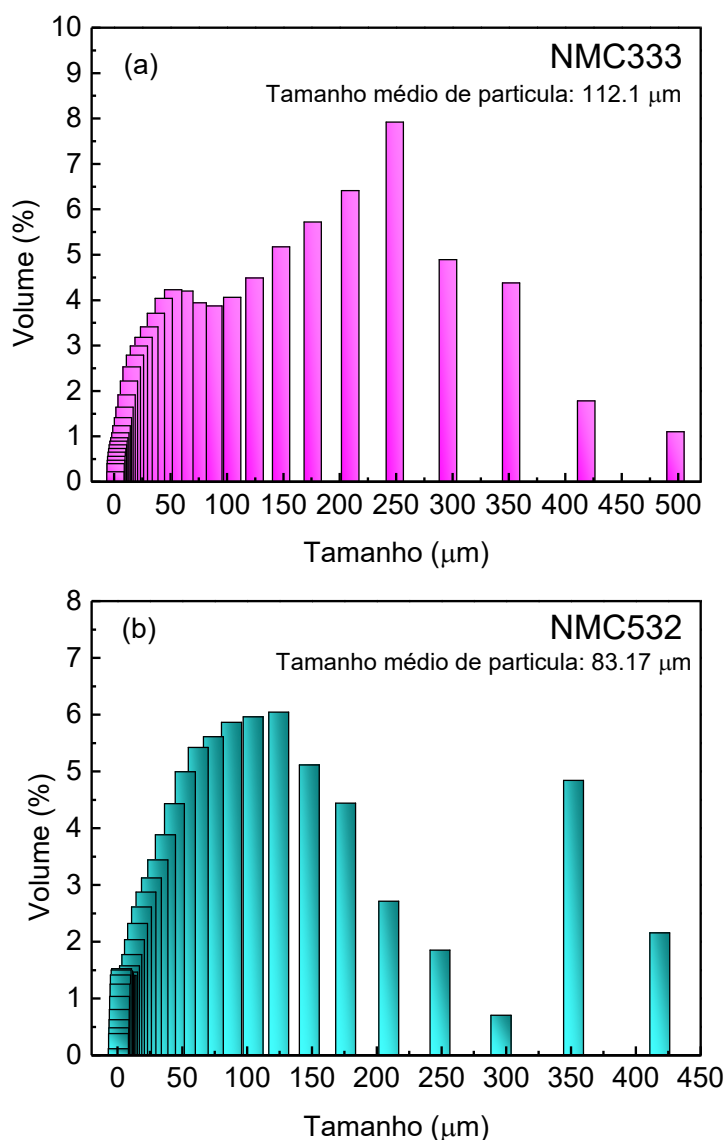 (a)
NMC333
Tamanho médio de particula: 112.1 μm
10
9
8
7
6
5
4
3
2
1
0
Volume (%)
0 50 100 150 200 250 300 350 400 450 500
Tamanho (μm)
(b)
NMC532
Tamanho médio de particula: 83.17 μm
8
7
6
5
4
3
2
1
0
Volume (%)
0 50 100 150 200 250 300 350 400 450
Tamanho (μm)